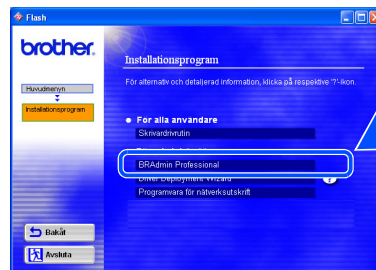 Flash
brother.
Installationsprogram
För alternativ och detaljerad information, klicka på respektive '?'-ikon.
Huvudmenyn
Installationsprogram
För alla användare
Skrivardrivrutin
BRAdmin Professional
Driver Deployment Wizard
?
Programvara för nätverksutskrift
Bakåt
Avsluta